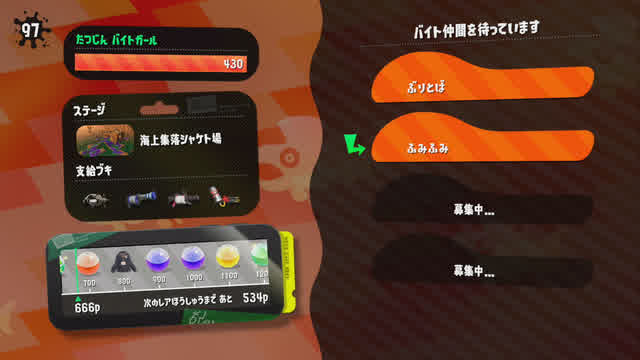 97
たつじん バイトガール
430
ステージ
海上集落シャケト場
支給ブキ
700
800
900
1000
1100
120
666p
次のレアほうしゅうまで あと 534p
バイト仲間を待っています
ぶりとば
ふみふみ
募集中...
募集中...